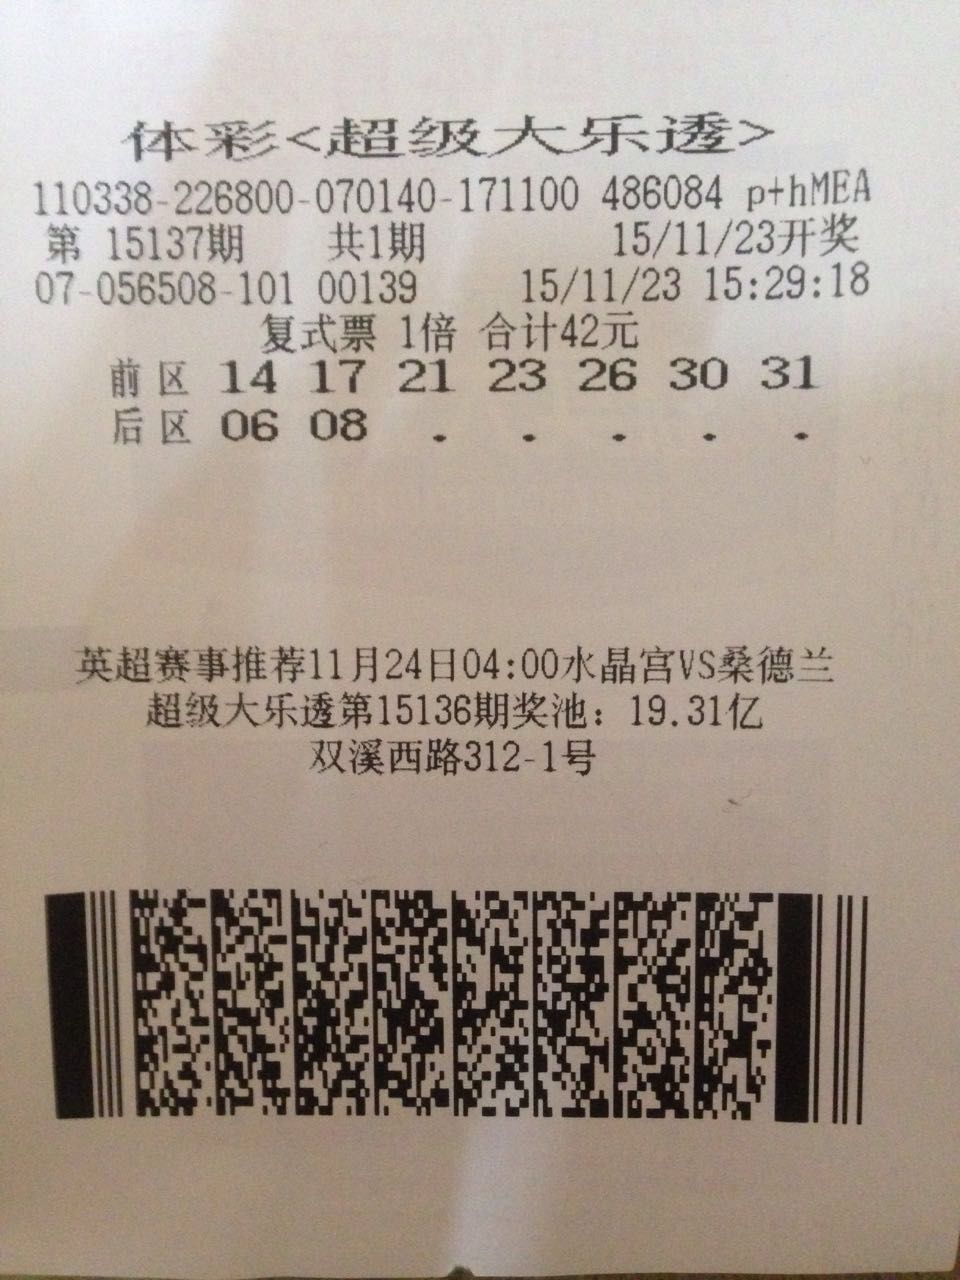 体彩<超级大乐透>
110338-226800-070140-171100 486084 p+hMEA
第 15137期 共1期 15/11/23开奖
07-056508-101 00139 15/11/23 15:29:18
复式票 1倍 合计42元
前区 14 17 21 23 26 30 31
后区 06 08 . . . . .
英超赛事推荐11月24日04:00水晶宫VS桑德兰
超级大乐透第15136期奖池：19.31亿
双溪西路312-1号